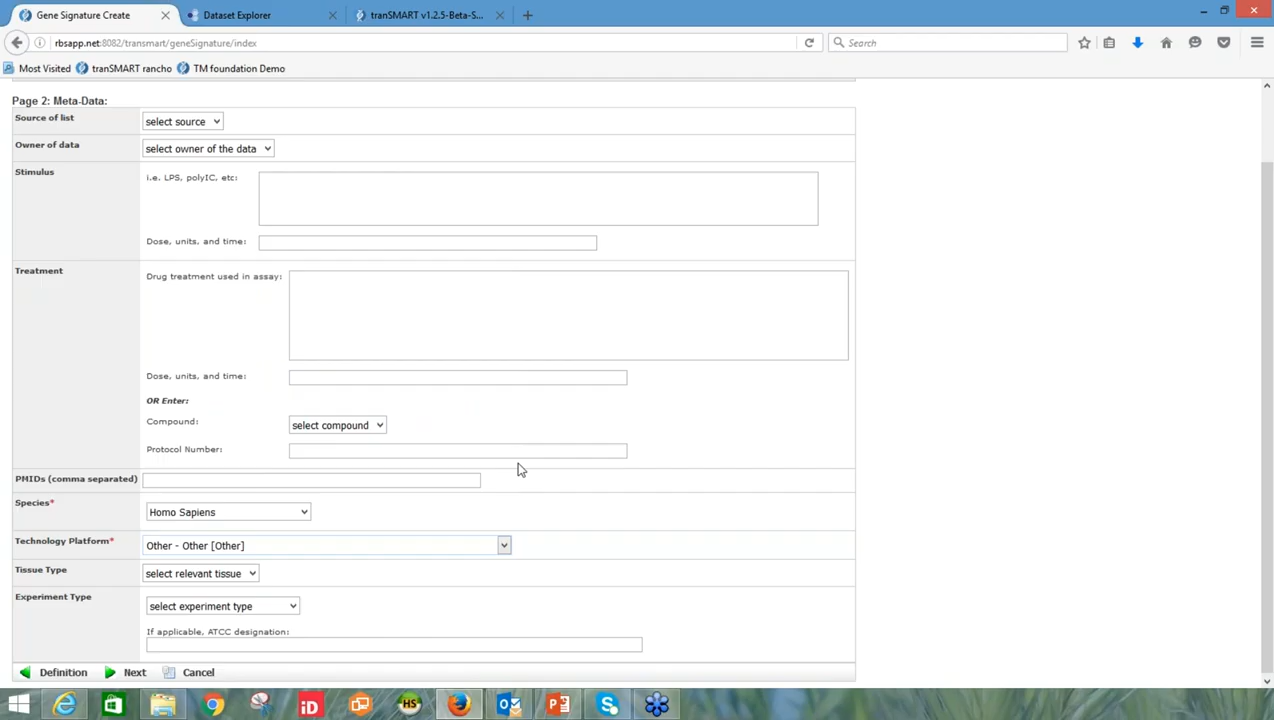 Gene Signature Create
Dataset Explorer
tranSMART v1.2.5-Beta-S...
rbsapp.net:8082/transmart/geneSignature/index
Search
Most Visited
tranSMART rancho
TM foundation Demo
Page 2: Meta-Data:
Source of list
select source
Owner of data
select owner of the data
Stimulus
i.e. LPS, polyIC, etc:
Dose, units, and time:
Treatment
Drug treatment used in assay:
Dose, units, and time:
OR Enter:
Compound:
select compound
Protocol Number:
PMIDs (comma separated)
Species*
Homo Sapiens
Technology Platform*
Other - Other [Other]
Tissue Type
select relevant tissue
Experiment Type
select experiment type
If applicable, ATCC designation:
Definition
Next
Cancel
iD
HS